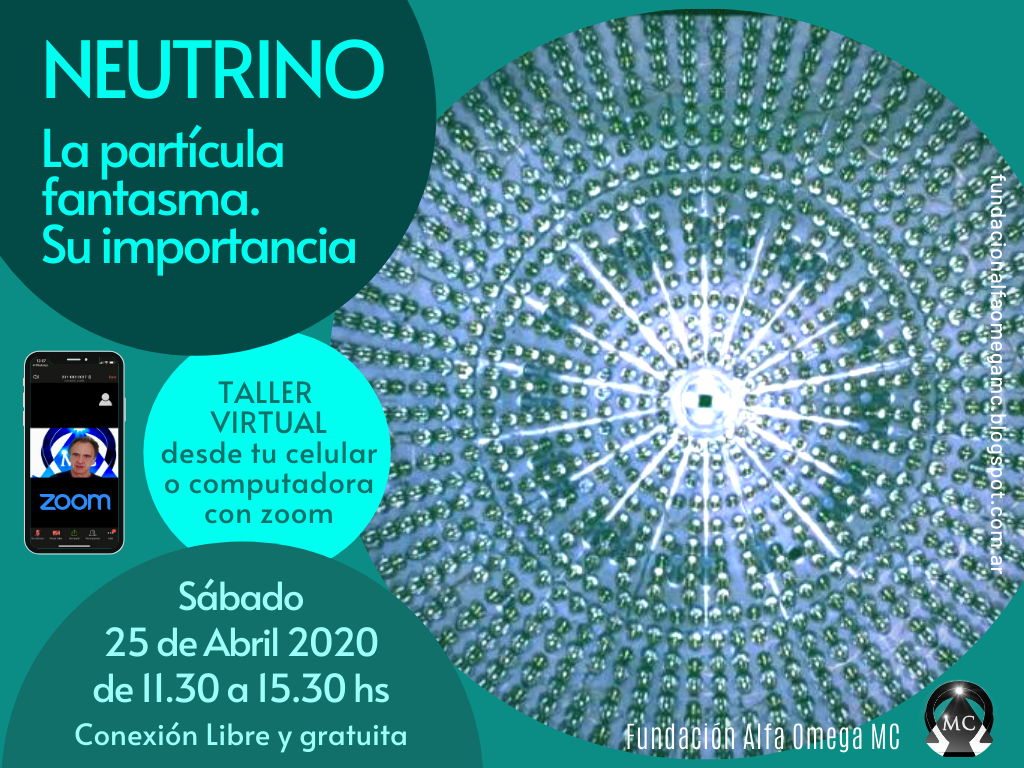 NEUTRINO
La partícula
fantasma.
Su importancia
TALLER
VIRTUAL
desde tu celular
o computadora
con zoom
zoom
Sábado
25 de Abril 2020
de 11.30 a 15.30 hs
Conexión Libre y gratuita
fundacionalfaomegamc.blogspot.com.ar
Fundación Alfa Omega MC
MC